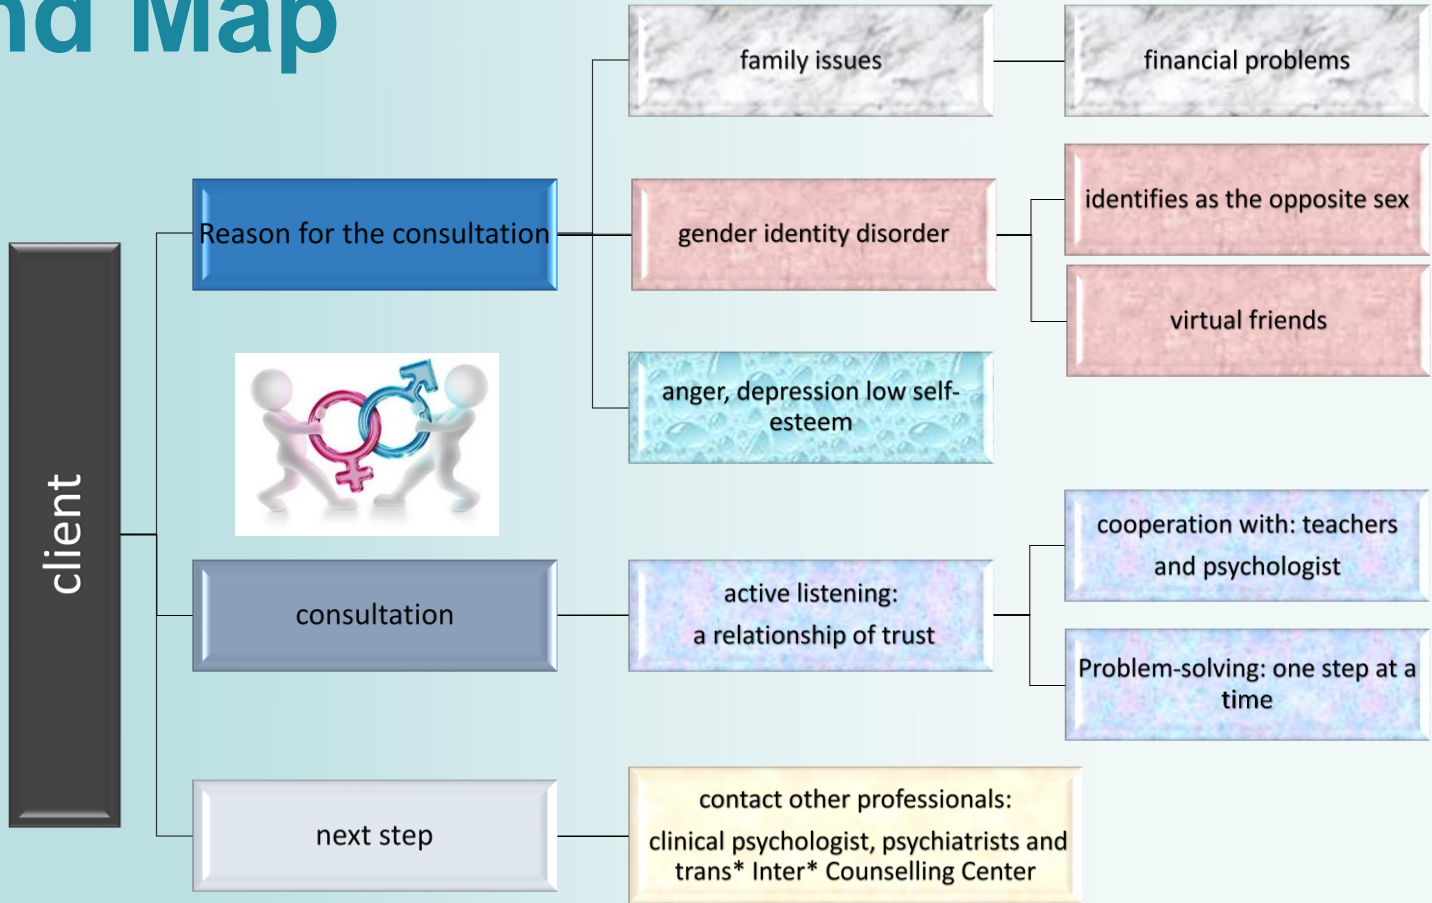 nd Map
client
Reason for the consultation
family issues
financial problems
gender identity disorder
identifies as the opposite sex
virtual friends
anger, depression low self-
esteem
consultation
active listening:
a relationship of trust
cooperation with: teachers
and psychologist
Problem-solving: one step at a
time
next step
contact other professionals:
clinical psychologist, psychiatrists and
trans* Inter* Counselling Center